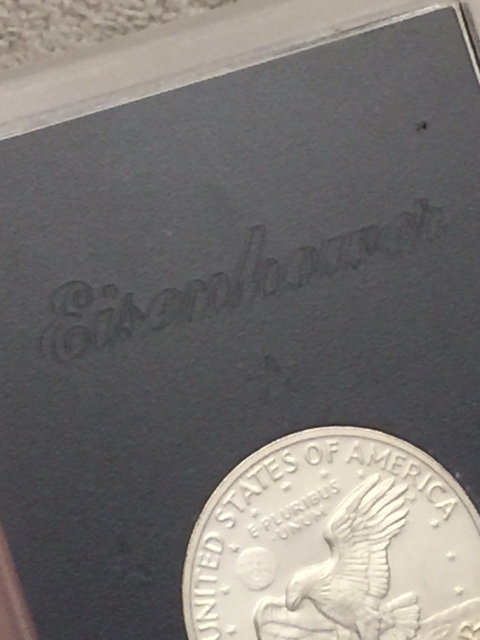 Eisenhower
UNITED STATES OF AMERICA
E PLURIBUS
UNUM